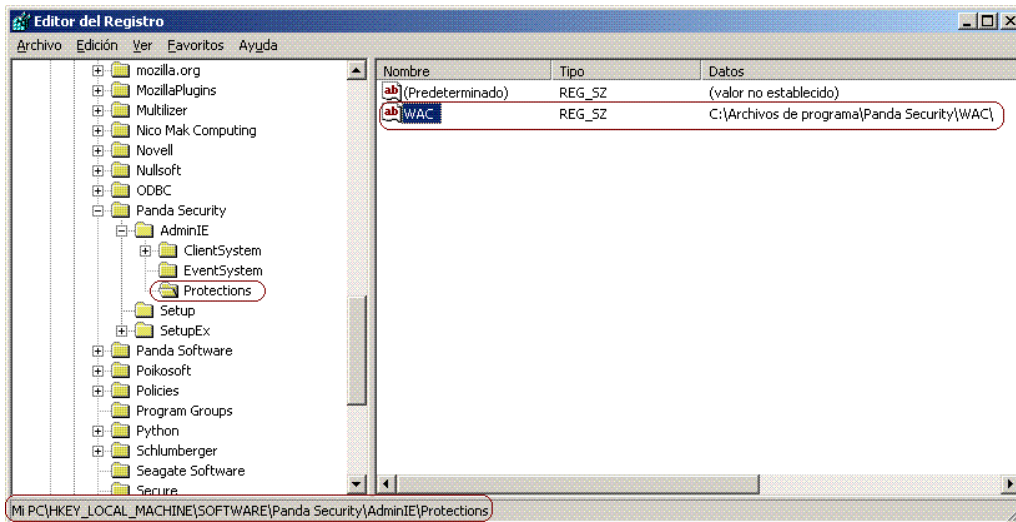 Editor del Registro
Archivo Edición Ver Favoritos Ayuda
mozilla.org
MozillaPlugins
Multilizer
Nico Mak Computing
Novell
Nullsoft
ODBC
Panda Security
AdminIE
ClientSystem
EventSystem
Protections
Setup
SetupEx
Panda Software
Poikosoft
Policies
Program Groups
Python
Schlumberger
Seagate Software
Secure
Nombre Tipo Datos
ab (Predeterminado) REG_SZ (valor no establecido)
ab WAC REG_SZ C:\Archivos de programa\Panda Security\WAC\
Mi PC\HKEY_LOCAL_MACHINE\SOFTWARE\Panda Security\AdminIE\Protections